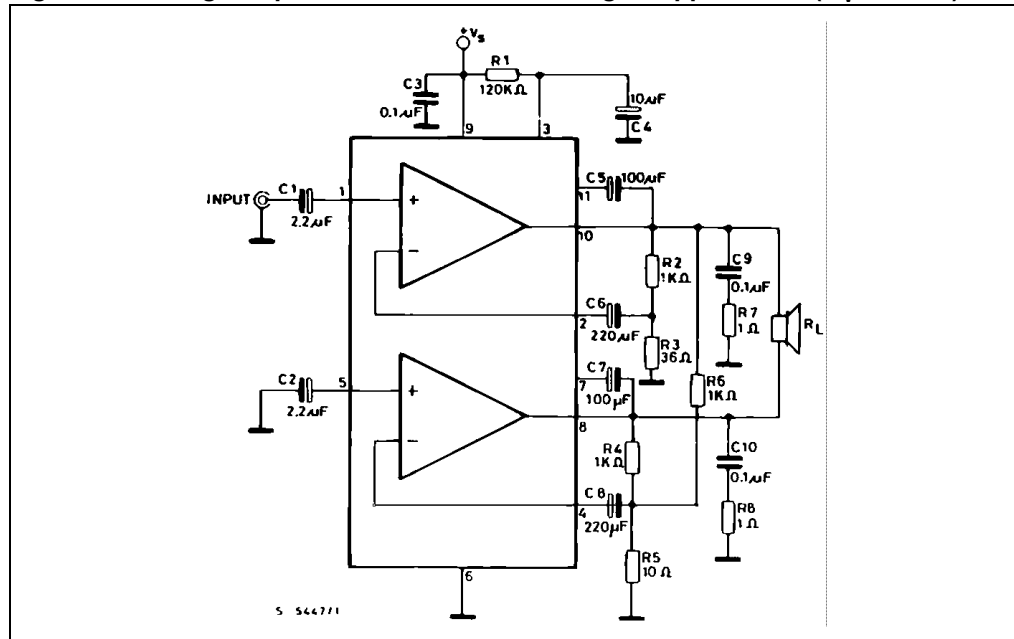 +Vs
R1
120KΩ
C3
0.1µF
10µF
C4
9
3
INPUT
C1
2.2µF
1
+
−
C5
100µF
11
10
R2
1KΩ
C9
0.1µF
C6
220µF
2
R7
1Ω
RL
R3
36Ω
C7
100µF
7
R6
1KΩ
C2
2.2µF
5
+
−
8
R4
1KΩ
C10
0.1µF
C8
220µF
4
R8
1Ω
R5
10Ω
6
S 5447/1